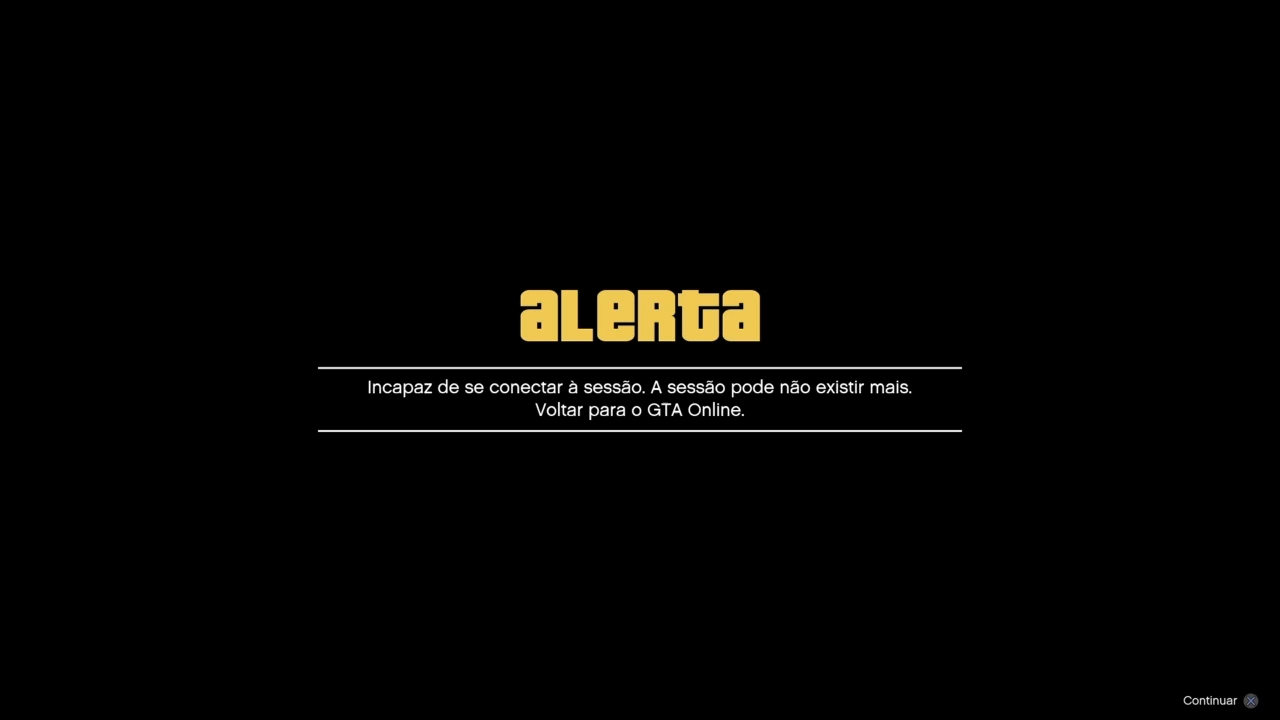 alerta
Incapaz de se conectar à sessão. A sessão pode não existir mais.
Voltar para o GTA Online.
Continuar